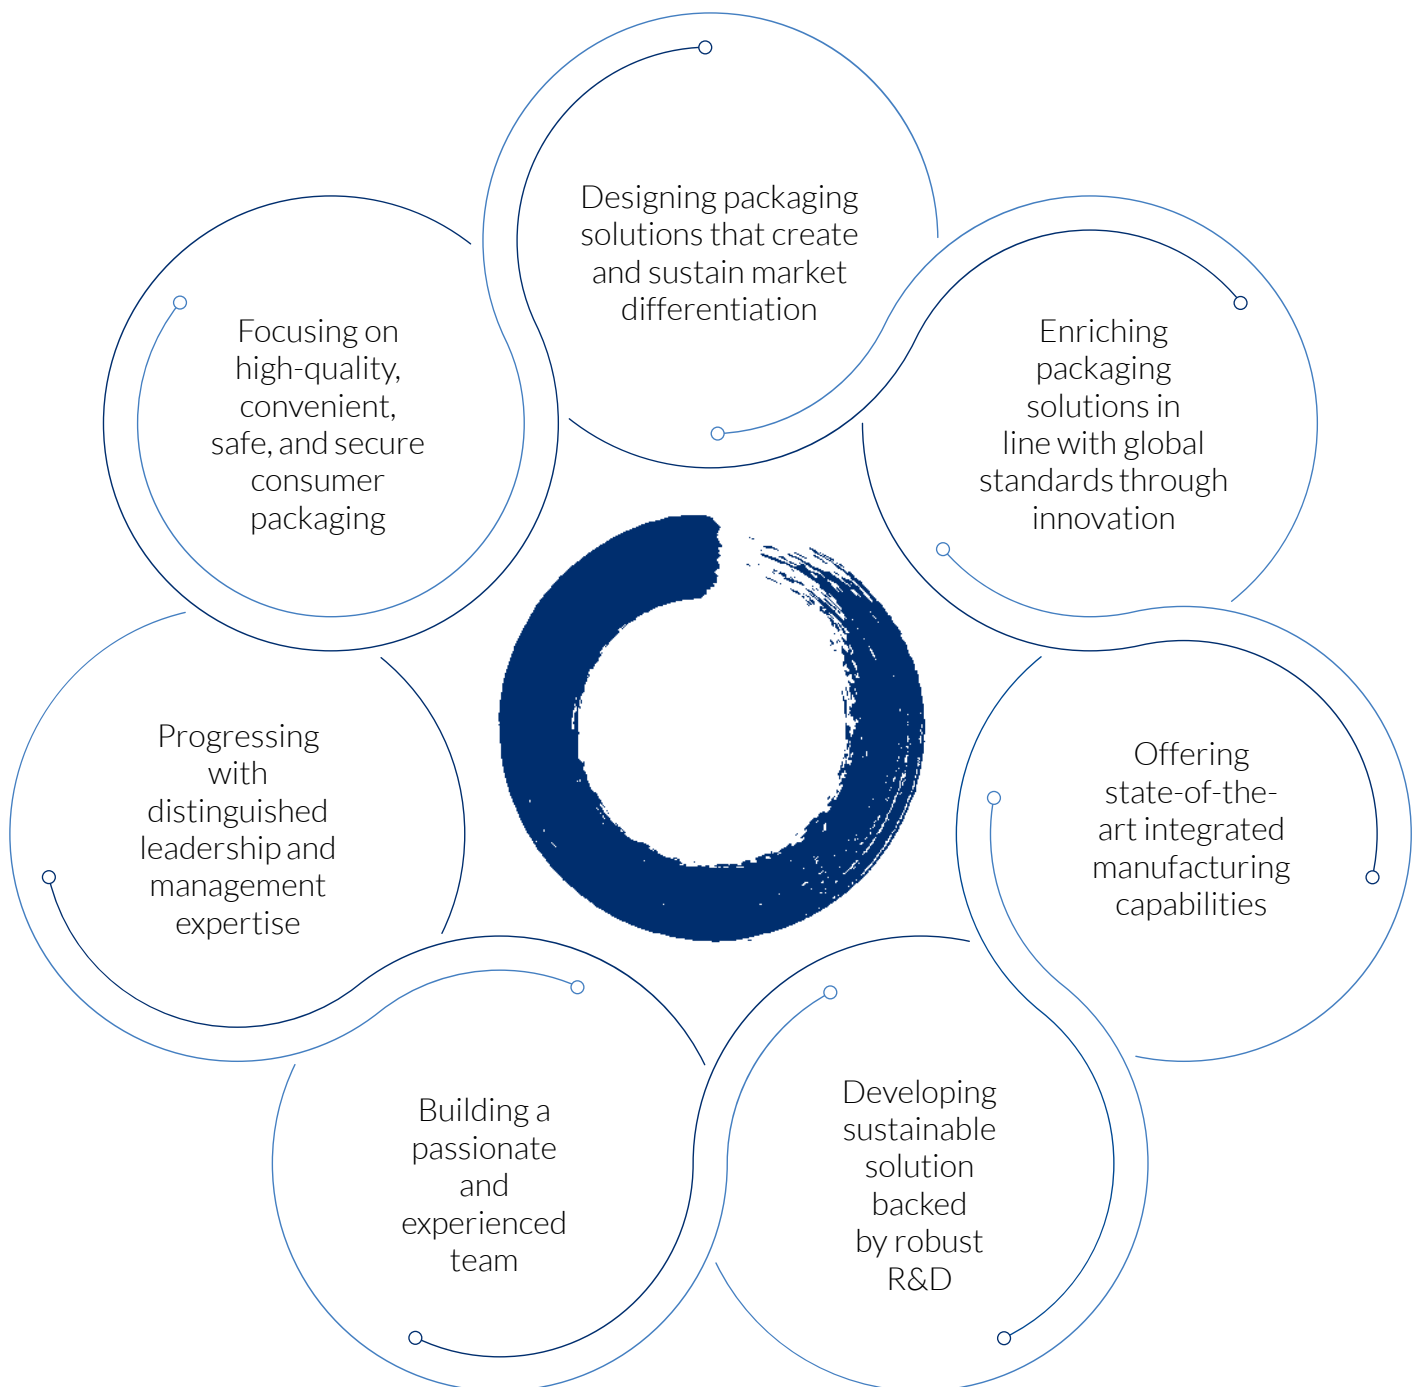 Designing packaging
solutions that create
and sustain market
differentiation
Enriching
packaging
solutions in
line with global
standards through
innovation
Offering
state-of-the-
art integrated
manufacturing
capabilities
Developing
sustainable
solution
backed
by robust
R&D
Building a
passionate
and
experienced
team
Progressing
with
distinguished
leadership and
management
expertise
Focusing on
high-quality,
convenient,
safe, and secure
consumer
packaging